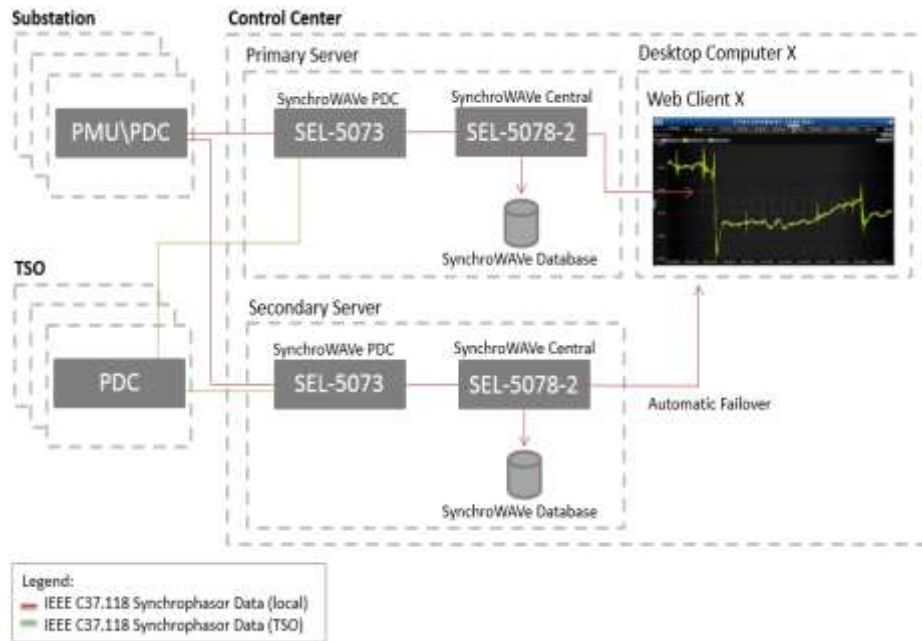 Substation
Control Center
Primary Server
Desktop Computer X
SynchroWAVe PDC
SynchroWAVe Central
Web Client X
PMU\PDC
SEL-5073
SEL-5078-2
SynchroWAVe Database
TSO
Secondary Server
SynchroWAVe PDC
SynchroWAVe Central
PDC
SEL-5073
SEL-5078-2
Automatic Failover
SynchroWAVe Database
Legend:
IEEE C37.118 Synchrophasor Data (local)
IEEE C37.118 Synchrophasor Data (TSO)